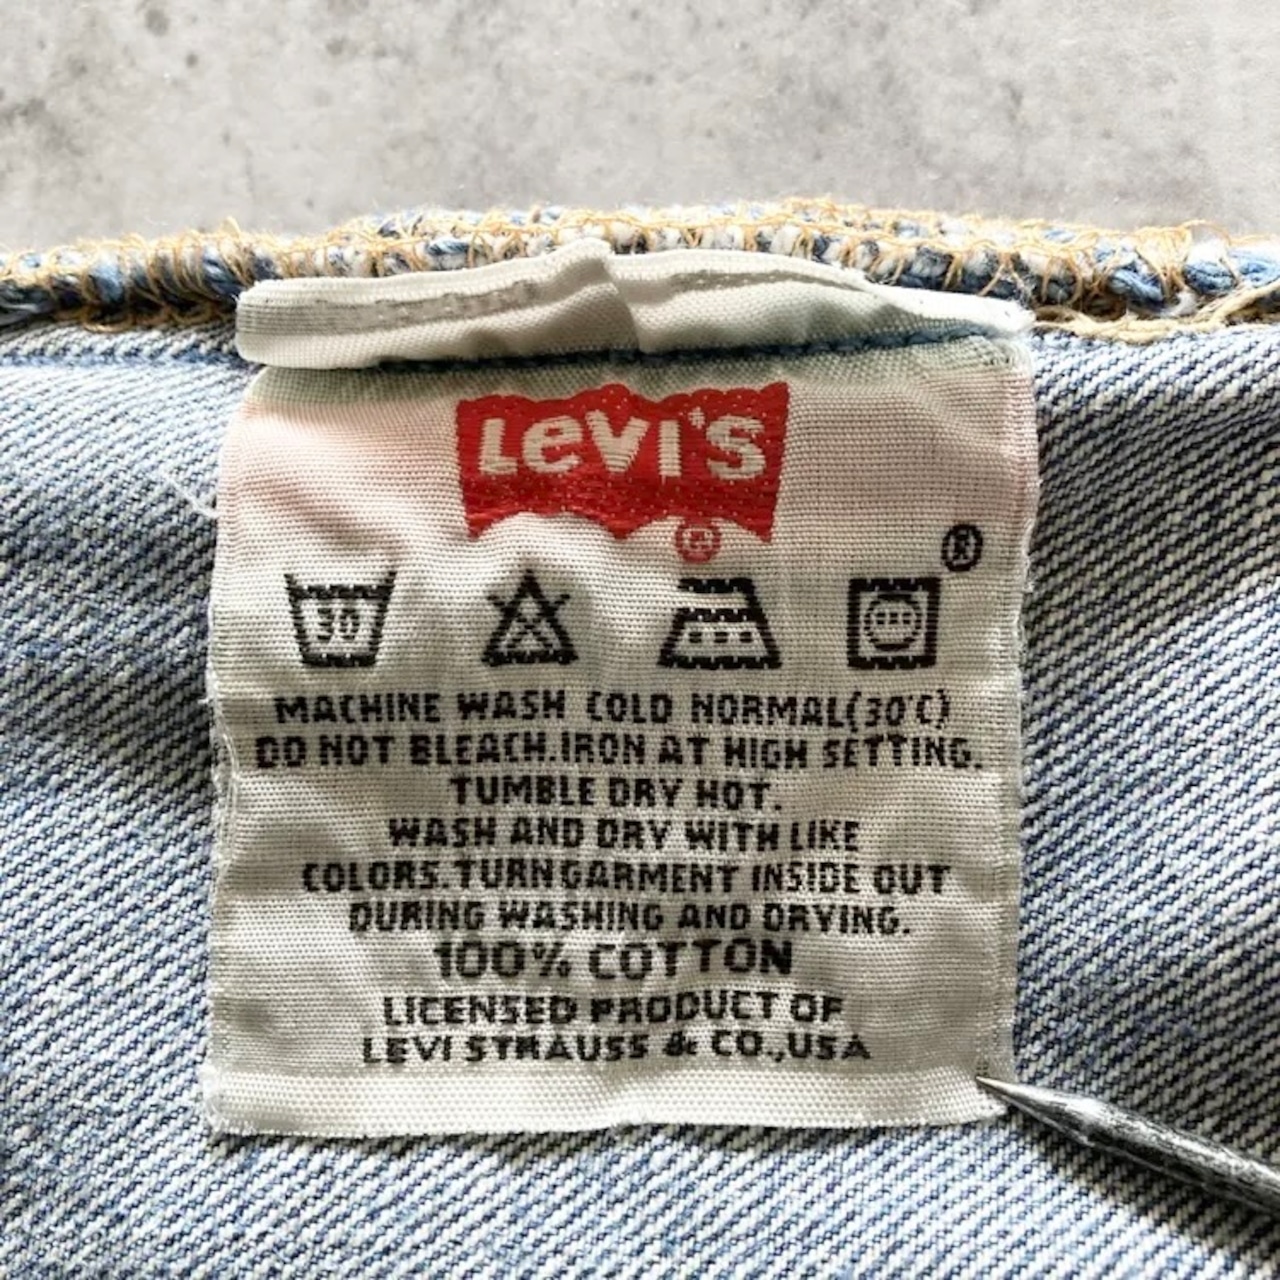 Levi's
®
®
30
MACHINE WASH COLD NORMAL(30°C)
DO NOT BLEACH.IRON AT HIGH SETTING.
TUMBLE DRY HOT.
WASH AND DRY WITH LIKE
COLORS.TURN GARMENT INSIDE OUT
DURING WASHING AND DRYING.
100% COTTON
LICENSED PRODUCT OF
LEVI STRAUSS & CO.,USA